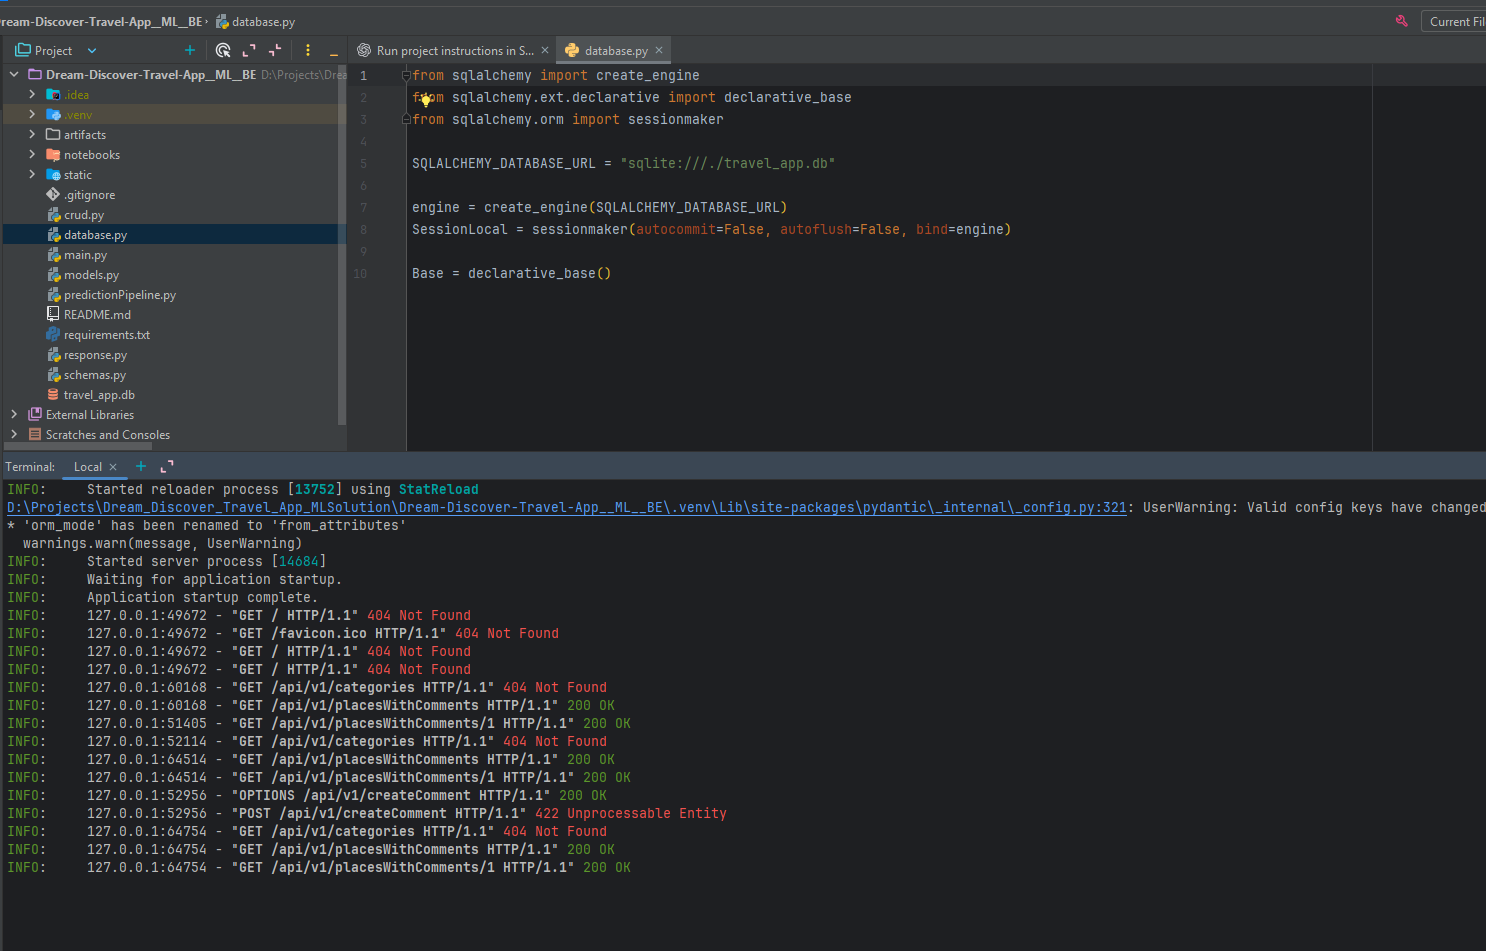 Dream-Discover-Travel-App__ML__BE › database.py
Current Fil
Project
Run project instructions in S...
database.py
Dream-Discover-Travel-App__ML__BE D:\Projects\Drea
.idea
.venv
artifacts
notebooks
static
.gitignore
crud.py
database.py
main.py
models.py
predictionPipeline.py
README.md
requirements.txt
response.py
schemas.py
travel_app.db
External Libraries
Scratches and Consoles
1 from sqlalchemy import create_engine
2 from sqlalchemy.ext.declarative import declarative_base
3 from sqlalchemy.orm import sessionmaker
4
5 SQLALCHEMY_DATABASE_URL = "sqlite:///./travel_app.db"
6
7 engine = create_engine(SQLALCHEMY_DATABASE_URL)
8 SessionLocal = sessionmaker(autocommit=False, autoflush=False, bind=engine)
9
10 Base = declarative_base()
Terminal: Local
INFO: Started reloader process [13752] using StatReload
D:\Projects\Dream_Discover_Travel_App_MLSolution\Dream-Discover-Travel-App__ML__BE\.venv\Lib\site-packages\pydantic\_internal\_config.py:321: UserWarning: Valid config keys have changed
* 'orm_mode' has been renamed to 'from_attributes'
warnings.warn(message, UserWarning)
INFO: Started server process [14684]
INFO: Waiting for application startup.
INFO: Application startup complete.
INFO: 127.0.0.1:49672 - "GET / HTTP/1.1" 404 Not Found
INFO: 127.0.0.1:49672 - "GET /favicon.ico HTTP/1.1" 404 Not Found
INFO: 127.0.0.1:49672 - "GET / HTTP/1.1" 404 Not Found
INFO: 127.0.0.1:49672 - "GET / HTTP/1.1" 404 Not Found
INFO: 127.0.0.1:60168 - "GET /api/v1/categories HTTP/1.1" 404 Not Found
INFO: 127.0.0.1:60168 - "GET /api/v1/placesWithComments HTTP/1.1" 200 OK
INFO: 127.0.0.1:51405 - "GET /api/v1/placesWithComments/1 HTTP/1.1" 200 OK
INFO: 127.0.0.1:52114 - "GET /api/v1/categories HTTP/1.1" 404 Not Found
INFO: 127.0.0.1:64514 - "GET /api/v1/placesWithComments HTTP/1.1" 200 OK
INFO: 127.0.0.1:64514 - "GET /api/v1/placesWithComments/1 HTTP/1.1" 200 OK
INFO: 127.0.0.1:52956 - "OPTIONS /api/v1/createComment HTTP/1.1" 200 OK
INFO: 127.0.0.1:52956 - "POST /api/v1/createComment HTTP/1.1" 422 Unprocessable Entity
INFO: 127.0.0.1:64754 - "GET /api/v1/categories HTTP/1.1" 404 Not Found
INFO: 127.0.0.1:64754 - "GET /api/v1/placesWithComments HTTP/1.1" 200 OK
INFO: 127.0.0.1:64754 - "GET /api/v1/placesWithComments/1 HTTP/1.1" 200 OK